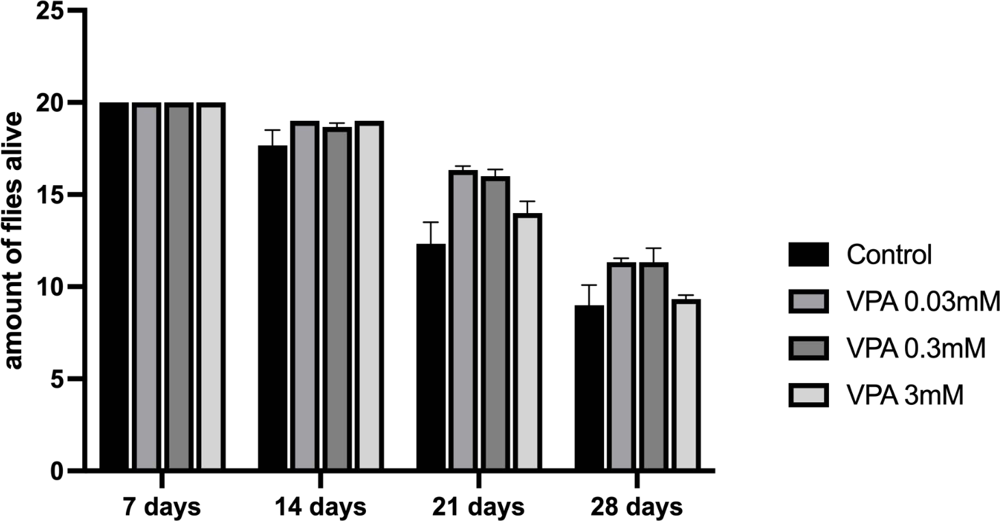 amount of flies alive
25
20
15
10
5
0
7 days
14 days
21 days
28 days
Control
VPA 0.03mM
VPA 0.3mM
VPA 3mM